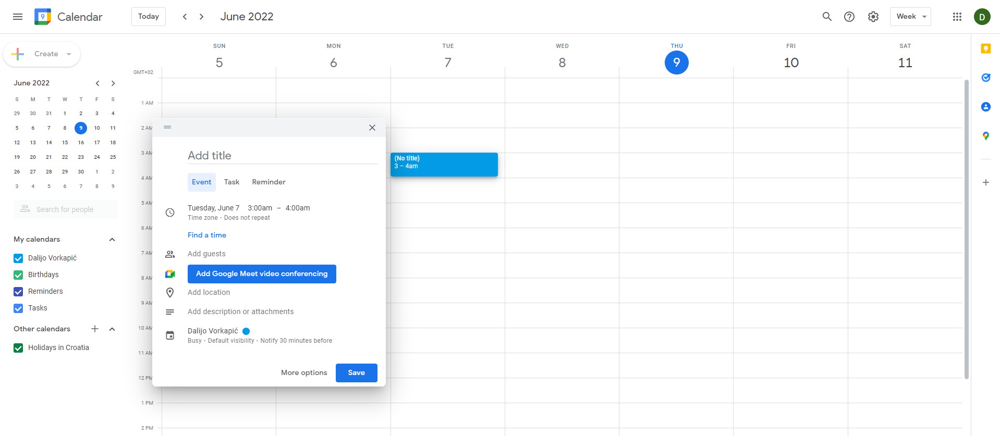 9 Calendar Today June 2022 Week D
Create
June 2022
S M T W T F S
29 30 31 1 2 3 4
5 6 7 8 9 10 11
12 13 14 15 16 17 18
19 20 21 22 23 24 25
26 27 28 29 30 1 2
3 4 5 6 7 8 9
Search for people
My calendars
Dalijo Vorkapić
Birthdays
Reminders
Tasks
Other calendars
Holidays in Croatia
SUN MON TUE WED THU FRI SAT
5 6 7 8 9 10 11
GMT+02
1 AM
2 AM
3 AM
4 AM
5 AM
6 AM
7 AM
8 AM
9 AM
10 AM
11 AM
12 PM
1 PM
2 PM
Add title
Event Task Reminder
Tuesday, June 7 3:00am – 4:00am
Time zone · Does not repeat
Find a time
Add guests
Add Google Meet video conferencing
Add location
Add description or attachments
Dalijo Vorkapić
Busy · Default visibility · Notify 30 minutes before
More options Save
(No title)
3 – 4am